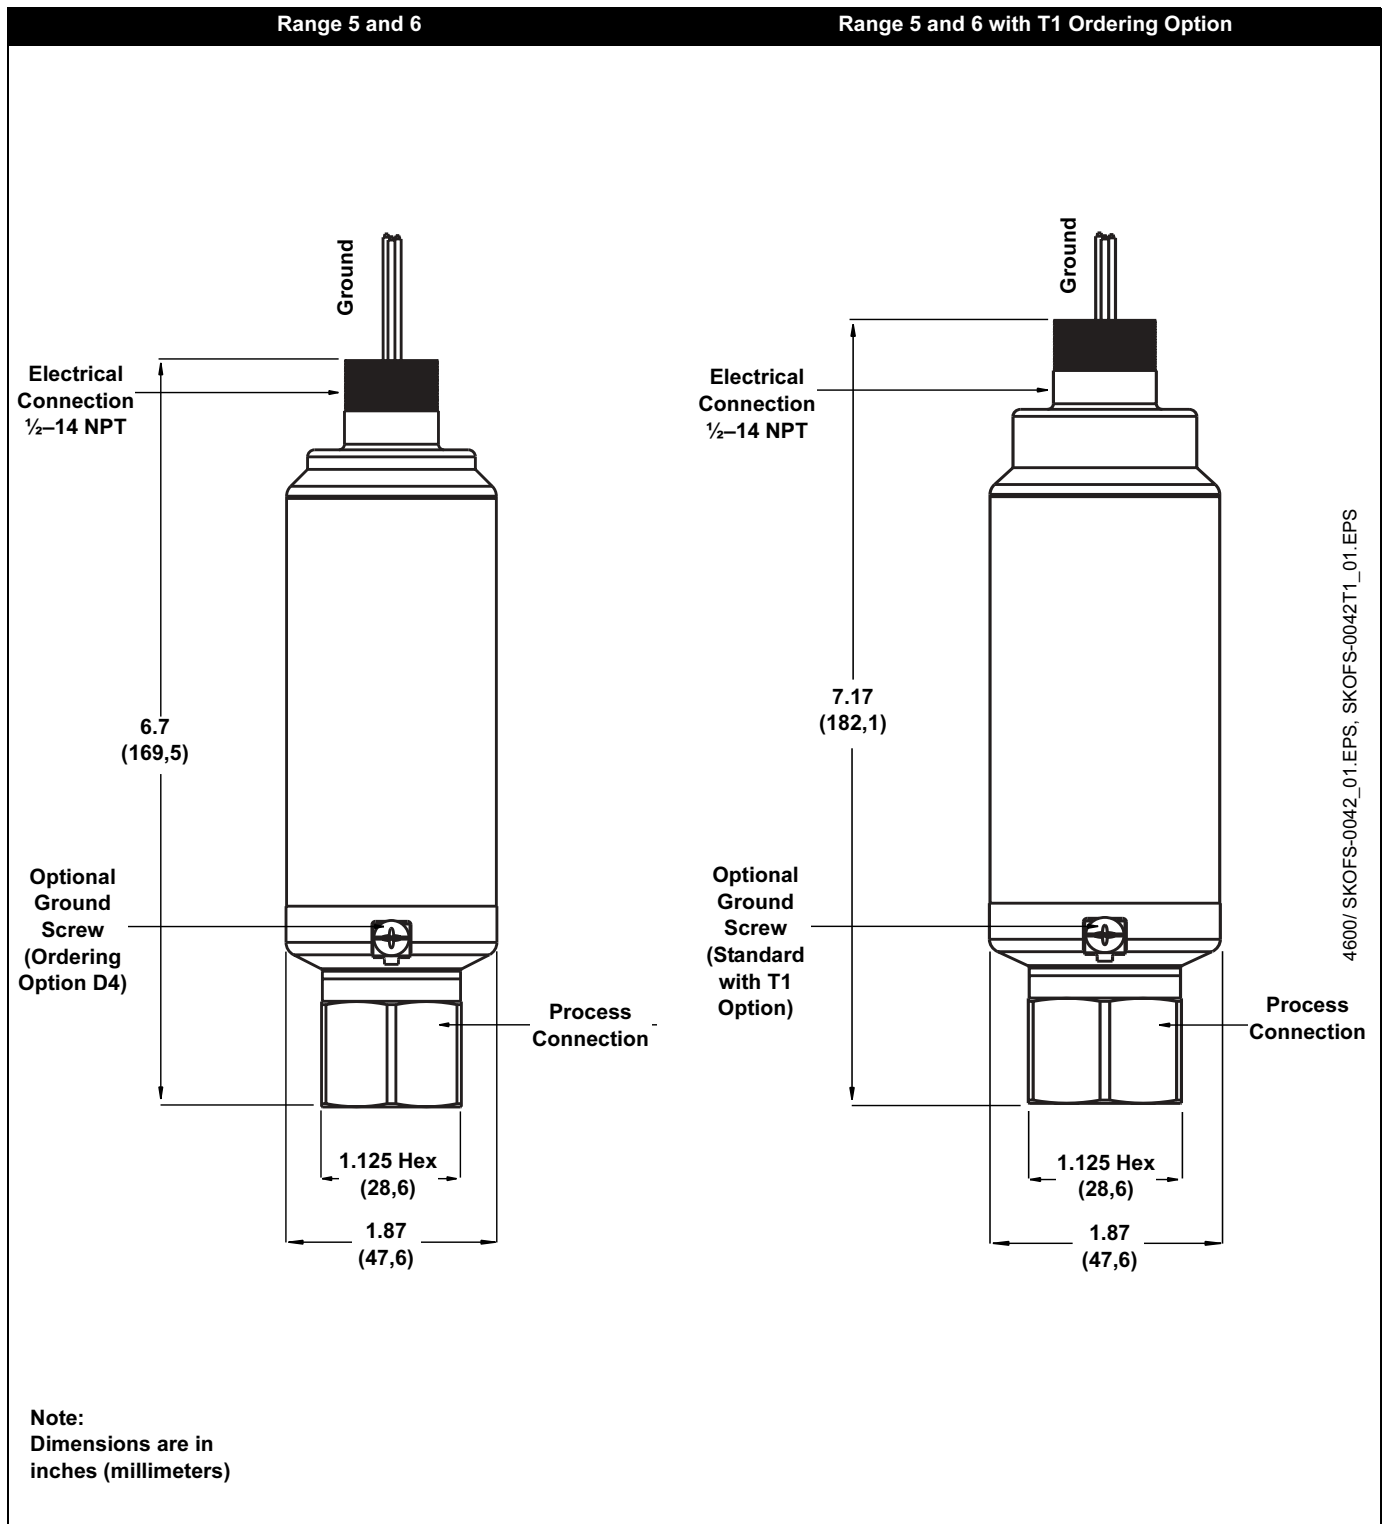 Range 5 and 6
Range 5 and 6 with T1 Ordering Option
Ground
Electrical
Connection
½–14 NPT
6.7
(169,5)
Optional
Ground
Screw
(Ordering
Option D4)
Process
Connection
1.125 Hex
(28,6)
1.87
(47,6)
Ground
Electrical
Connection
½–14 NPT
7.17
(182,1)
Optional
Ground
Screw
(Standard
with T1
Option)
Process
Connection
1.125 Hex
(28,6)
1.87
(47,6)
4600/ SKOFS-0042_01.EPS, SKOFS-0042T1_01.EPS
Note:
Dimensions are in
inches (millimeters)